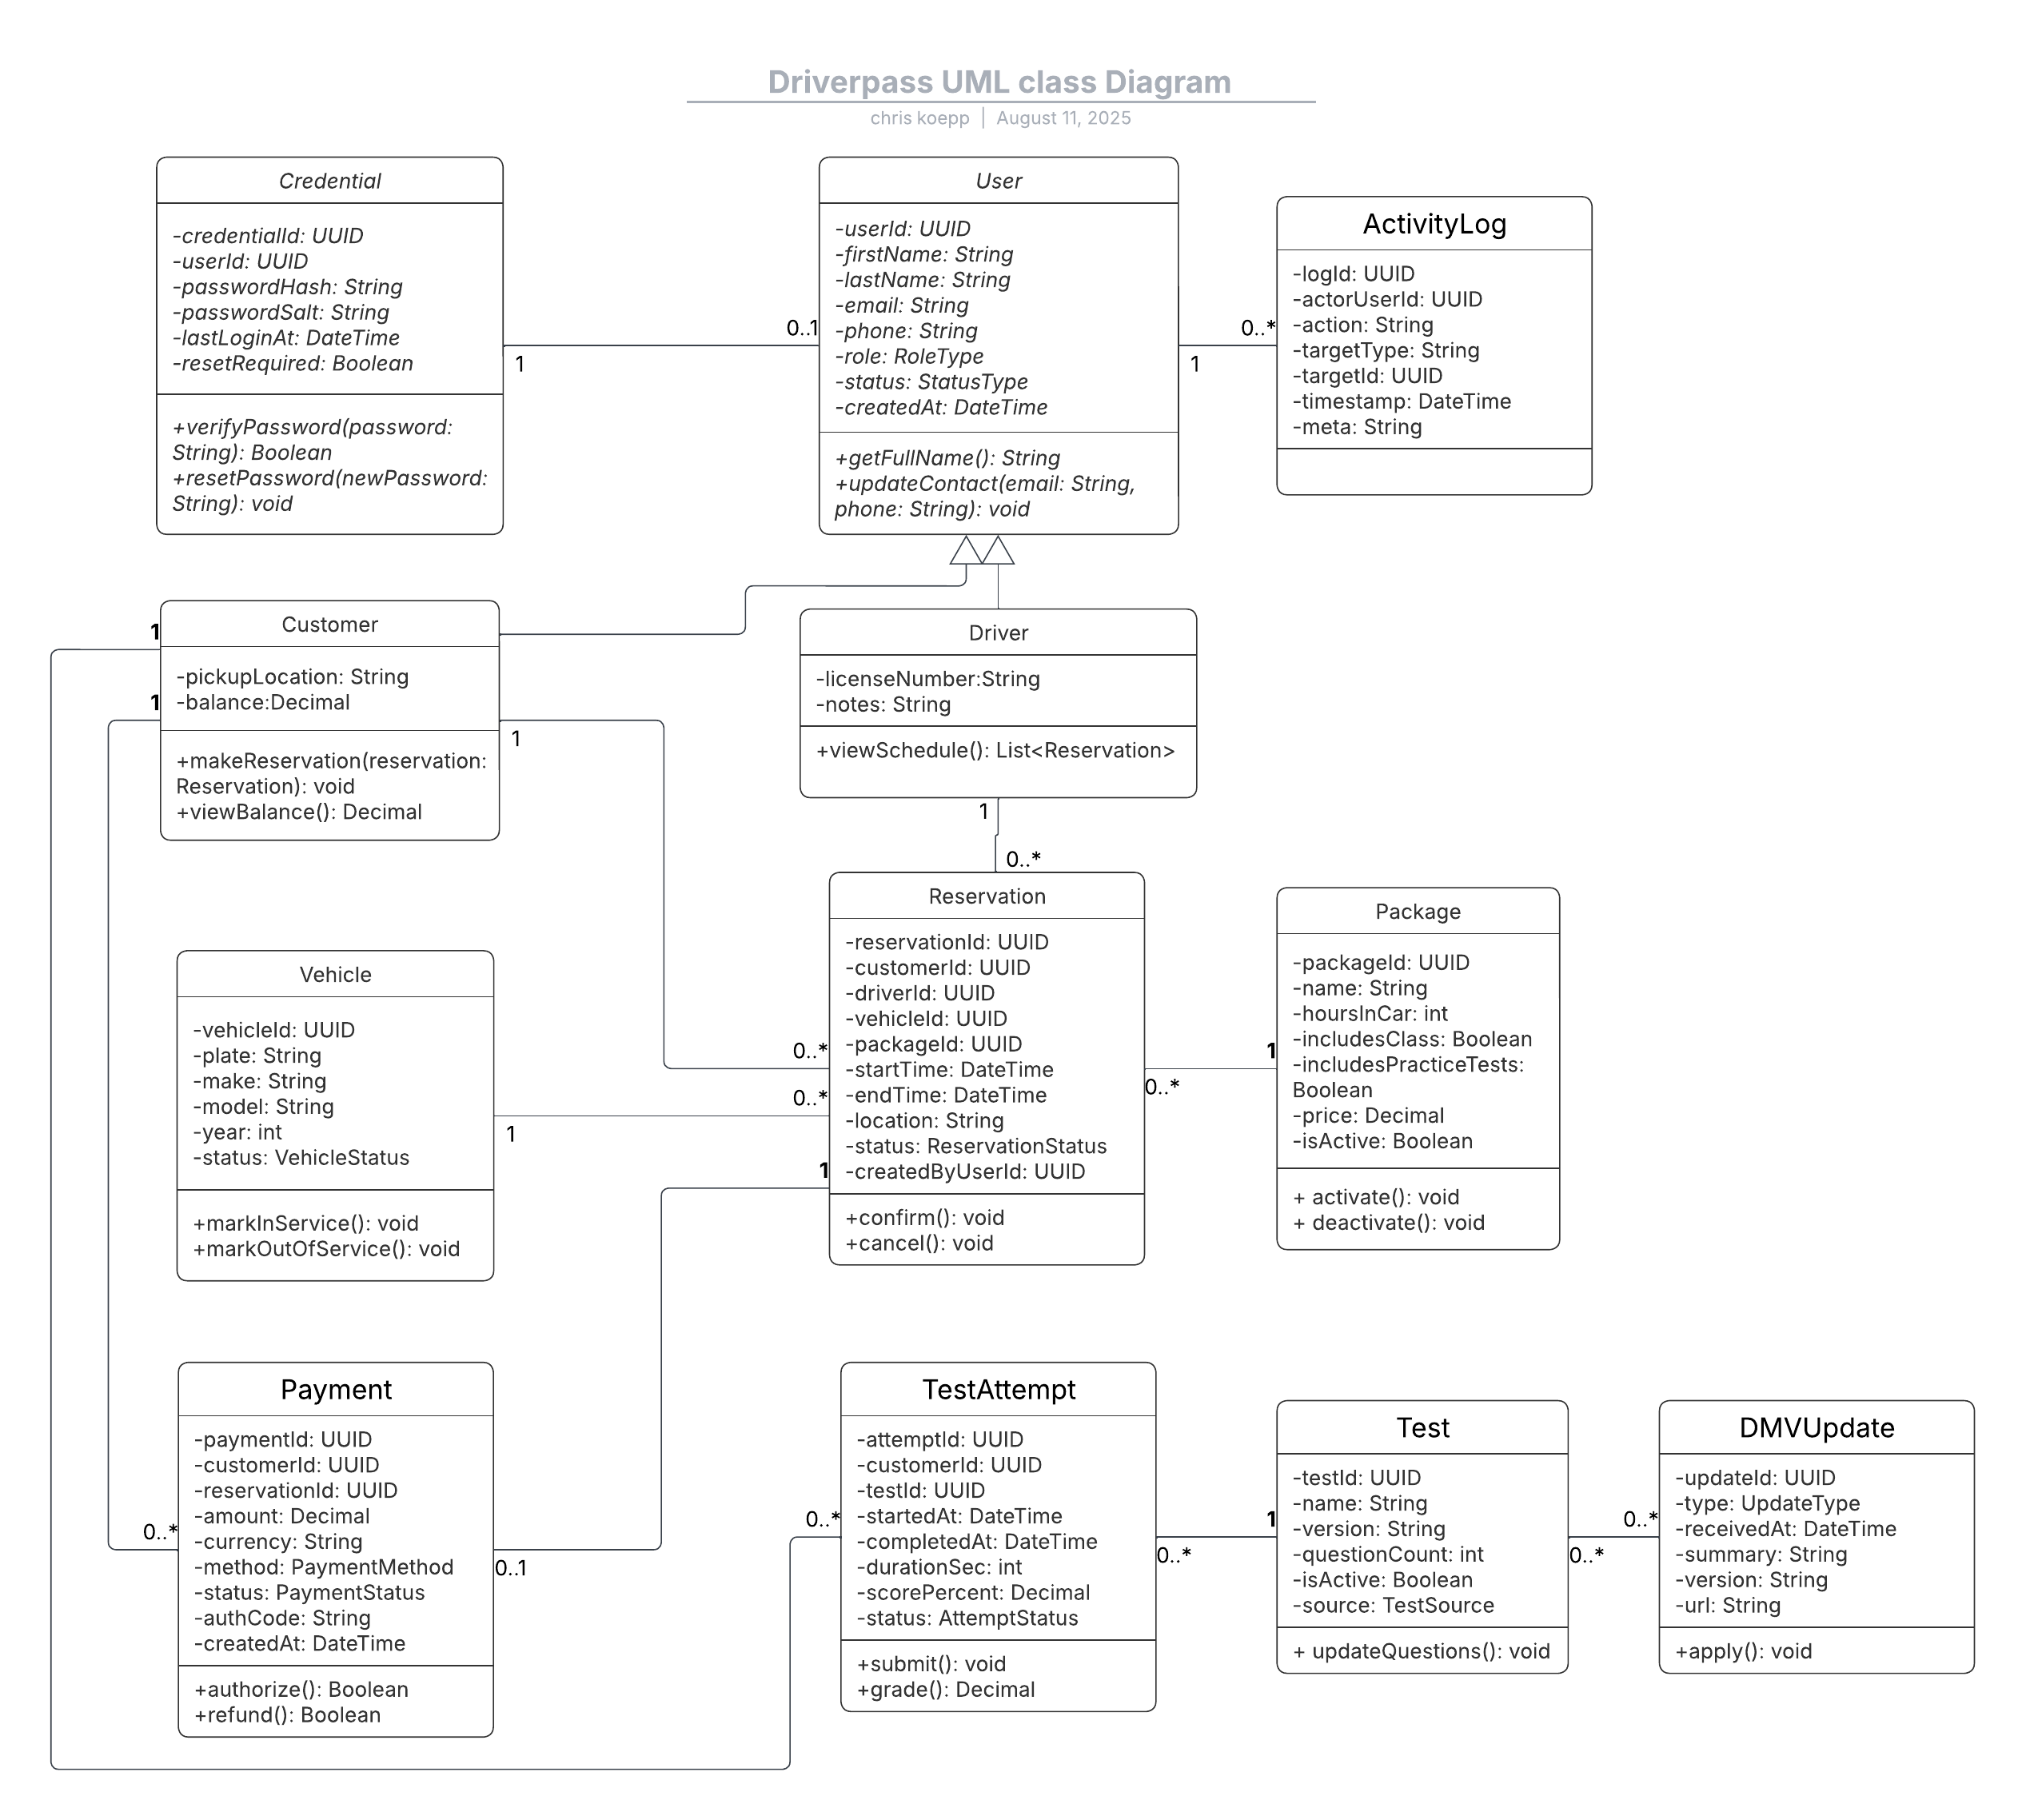 Driverpass UML class Diagram
chris koepp | August 11, 2025
Credential
-credentialId: UUID
-userId: UUID
-passwordHash: String
-passwordSalt: String
-lastLoginAt: DateTime
-resetRequired: Boolean
+verifyPassword(password:
String): Boolean
+resetPassword(newPassword:
String): void
1
0..1
User
-userId: UUID
-firstName: String
-lastName: String
-email: String
-phone: String
-role: RoleType
-status: StatusType
-createdAt: DateTime
+getFullName(): String
+updateContact(email: String,
phone: String): void
1
0..*
ActivityLog
-logId: UUID
-actorUserId: UUID
-action: String
-targetType: String
-targetId: UUID
-timestamp: DateTime
-meta: String
1
1
Customer
-pickupLocation: String
-balance:Decimal
+makeReservation(reservation:
Reservation): void
+viewBalance(): Decimal
1
Driver
-licenseNumber:String
-notes: String
+viewSchedule(): List<Reservation>
1
0..*
Vehicle
-vehicleId: UUID
-plate: String
-make: String
-model: String
-year: int
-status: VehicleStatus
+markInService(): void
+markOutOfService(): void
1
0..*
0..*
1
Reservation
-reservationId: UUID
-customerId: UUID
-driverId: UUID
-vehicleId: UUID
-packageId: UUID
-startTime: DateTime
-endTime: DateTime
-location: String
-status: ReservationStatus
-createdByUserId: UUID
+confirm(): void
+cancel(): void
0..*
1
Package
-packageId: UUID
-name: String
-hoursInCar: int
-includesClass: Boolean
-includesPracticeTests:
Boolean
-price: Decimal
-isActive: Boolean
+ activate(): void
+ deactivate(): void
0..*
Payment
-paymentId: UUID
-customerId: UUID
-reservationId: UUID
-amount: Decimal
-currency: String
-method: PaymentMethod
-status: PaymentStatus
-authCode: String
-createdAt: DateTime
+authorize(): Boolean
+refund(): Boolean
0..1
0..*
TestAttempt
-attemptId: UUID
-customerId: UUID
-testId: UUID
-startedAt: DateTime
-completedAt: DateTime
-durationSec: int
-scorePercent: Decimal
-status: AttemptStatus
+submit(): void
+grade(): Decimal
0..*
1
Test
-testId: UUID
-name: String
-version: String
-questionCount: int
-isActive: Boolean
-source: TestSource
+ updateQuestions(): void
0..*
0..*
DMVUpdate
-updateId: UUID
-type: UpdateType
-receivedAt: DateTime
-summary: String
-version: String
-url: String
+apply(): void